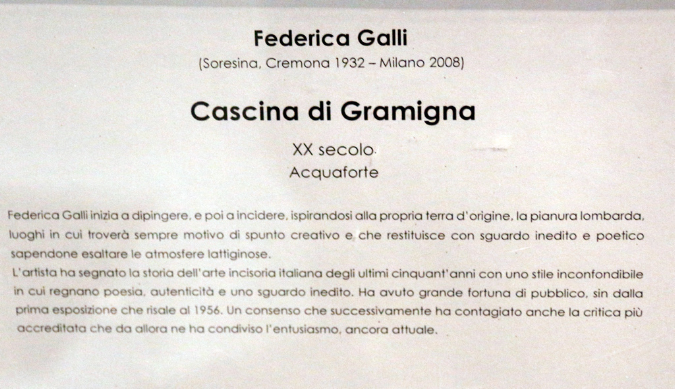 Federica Galli
(Soresina, Cremona 1932 – Milano 2008)
Cascina di Gramigna
XX secolo
Acquaforte
Federica Galli inizia a dipingere, e poi a incidere, ispirandosi alla propria terra d'origine, la pianura lombarda,
luoghi in cui troverà sempre motivo di spunto creativo e che restituisce con sguardo inedito e poetico
sapendone esaltare le atmosfere lattiginose.
L'artista ha segnato la storia dell'arte incisoria italiana degli ultimi cinquant'anni con uno stile inconfondibile
in cui regnano poesia, autenticità e uno sguardo inedito. Ha avuto grande fortuna di pubblico, sin dalla
prima esposizione che risale al 1956. Un consenso che successivamente ha contagiato anche la critica più
accreditata che da allora ne ha condiviso l'entusiasmo, ancora attuale.